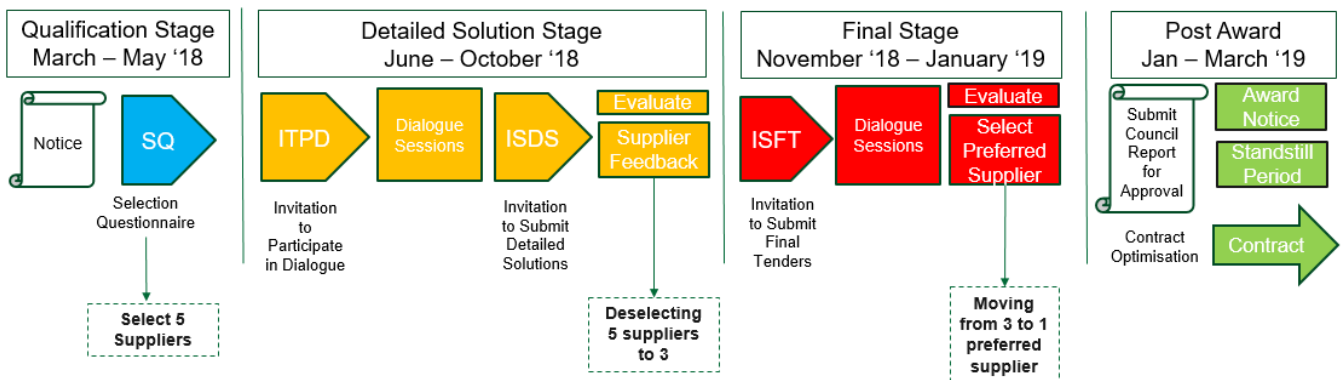 Qualification Stage
March – May ‘18
Notice
SQ
Selection
Questionnaire
Select 5
Suppliers
Detailed Solution Stage
June – October ‘18
ITPD
Invitation
to
Participate
in Dialogue
Dialogue
Sessions
ISDS
Invitation
to Submit
Detailed
Solutions
Evaluate
Supplier
Feedback
Deselecting
5 suppliers
to 3
Final Stage
November ‘18 – January ‘19
ISFT
Invitation
to Submit
Final
Tenders
Dialogue
Sessions
Evaluate
Select
Preferred
Supplier
Moving
from 3 to 1
preferred
supplier
Post Award
Jan – March ‘19
Submit
Council
Report
for
Approval
Award
Notice
Standstill
Period
Contract
Optimisation
Contract